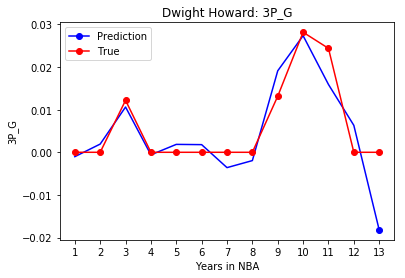 Dwight Howard: 3P_G
Prediction
True
0.03
0.02
0.01
0.00
−0.01
−0.02
3P_G
1 2 3 4 5 6 7 8 9 10 11 12 13
Years in NBA